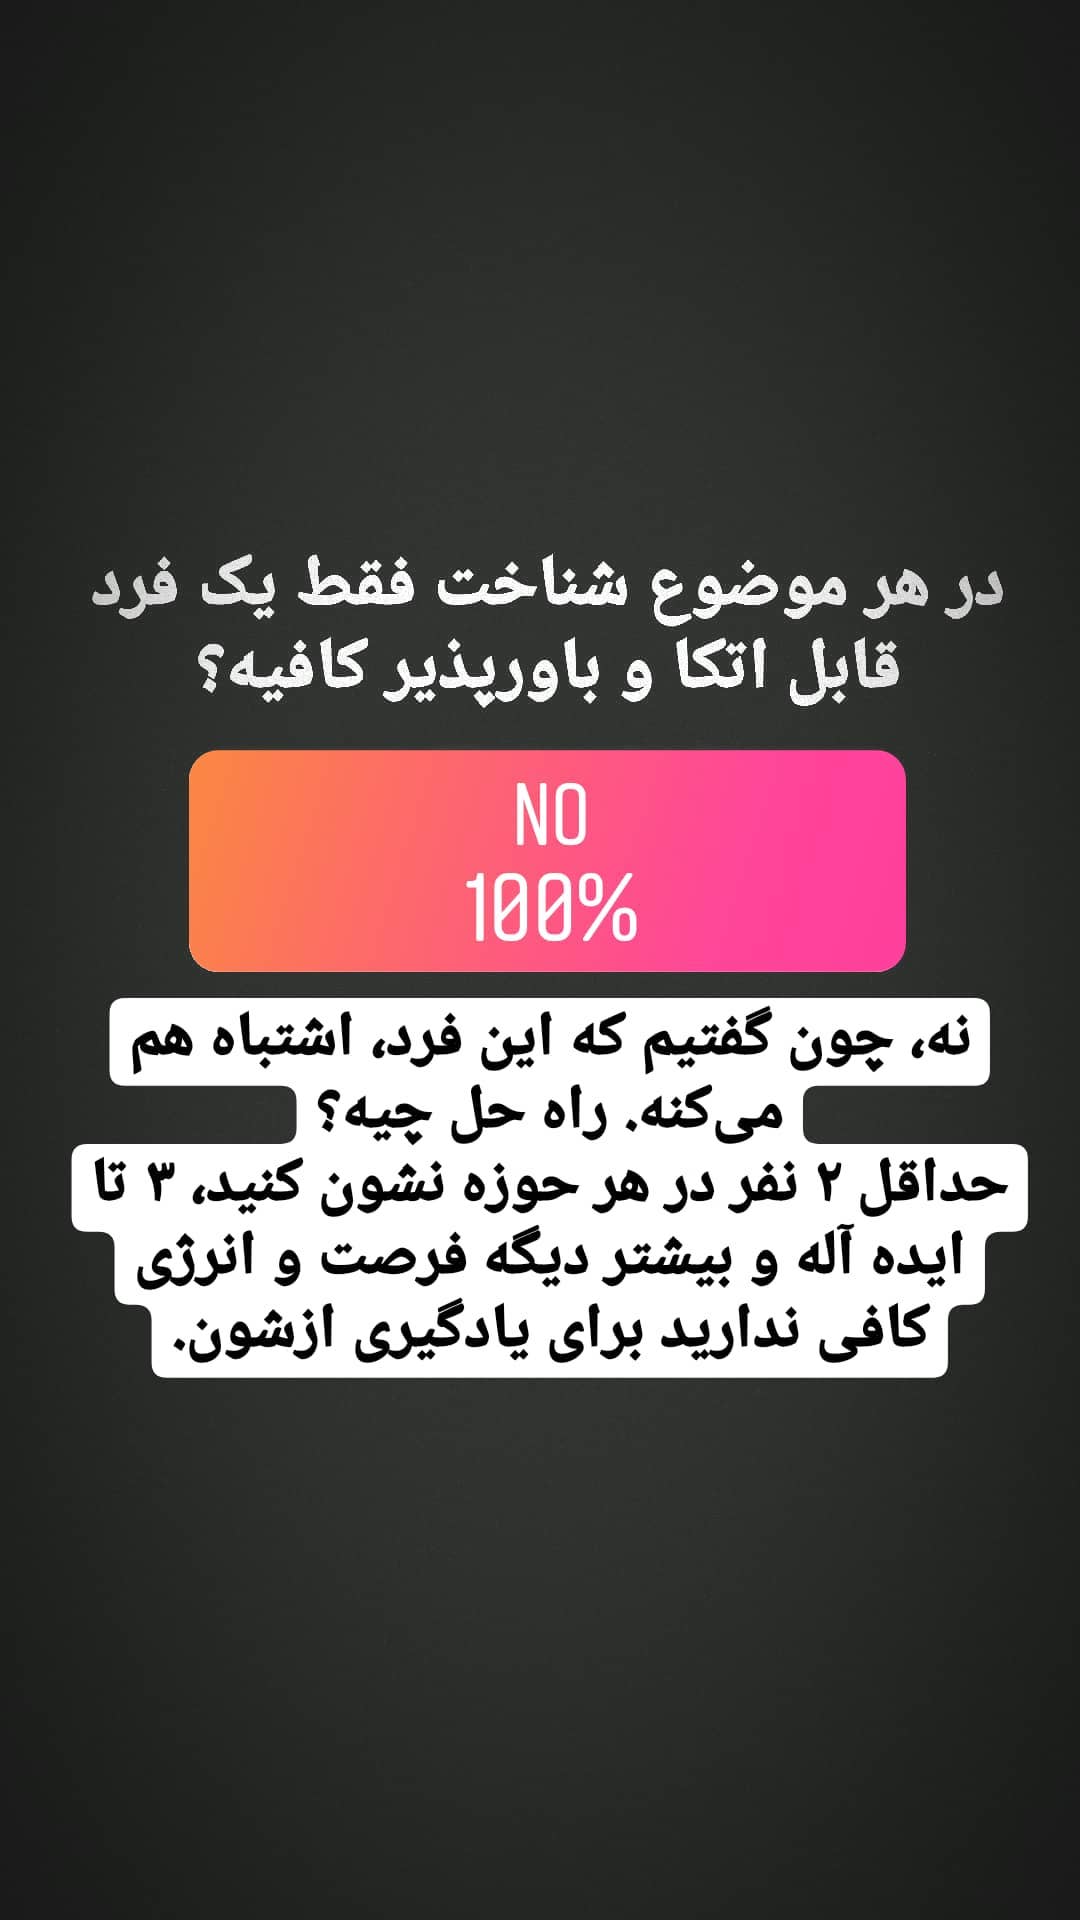 در هر موضوع شناخت فقط یک فرد
قابل اتکا و باورپذیر کافیه؟
NO
100%
نه، چون گفتیم که این فرد، اشتباه هم
می‌کنه. راه حل چیه؟
حداقل ۲ نفر در هر حوزه نشون کنید، ۳ تا
ایده آله و بیشتر دیگه فرصت و انرژی
کافی ندارید برای یادگیری ازشون.